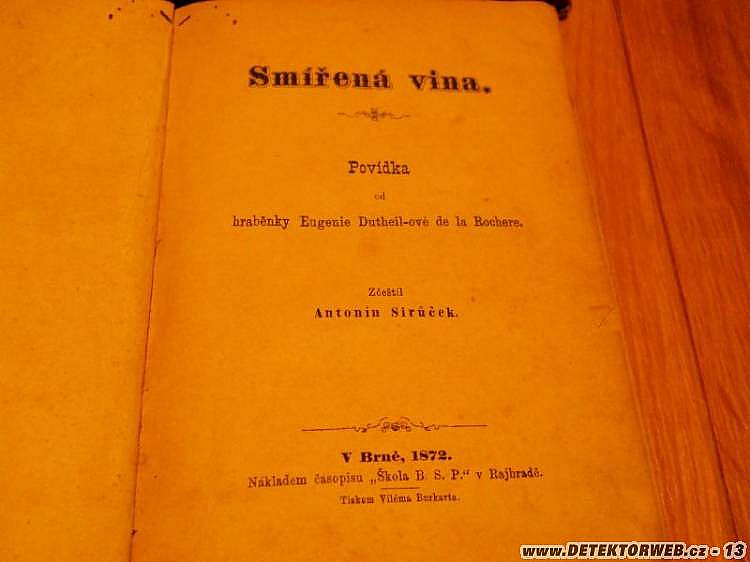 Smířená vina.
Povídka
od
hraběnky Eugenie Dutheil-ové de la Rochere.
Zčeštil
Antonin Sirůček.
V Brně, 1872.
Nákladem časopisu „Škola B. S. P.“ v Rajhradě.
Tiskem Viléma Burkarta.
www.DETEKTORWEB.cz - 13